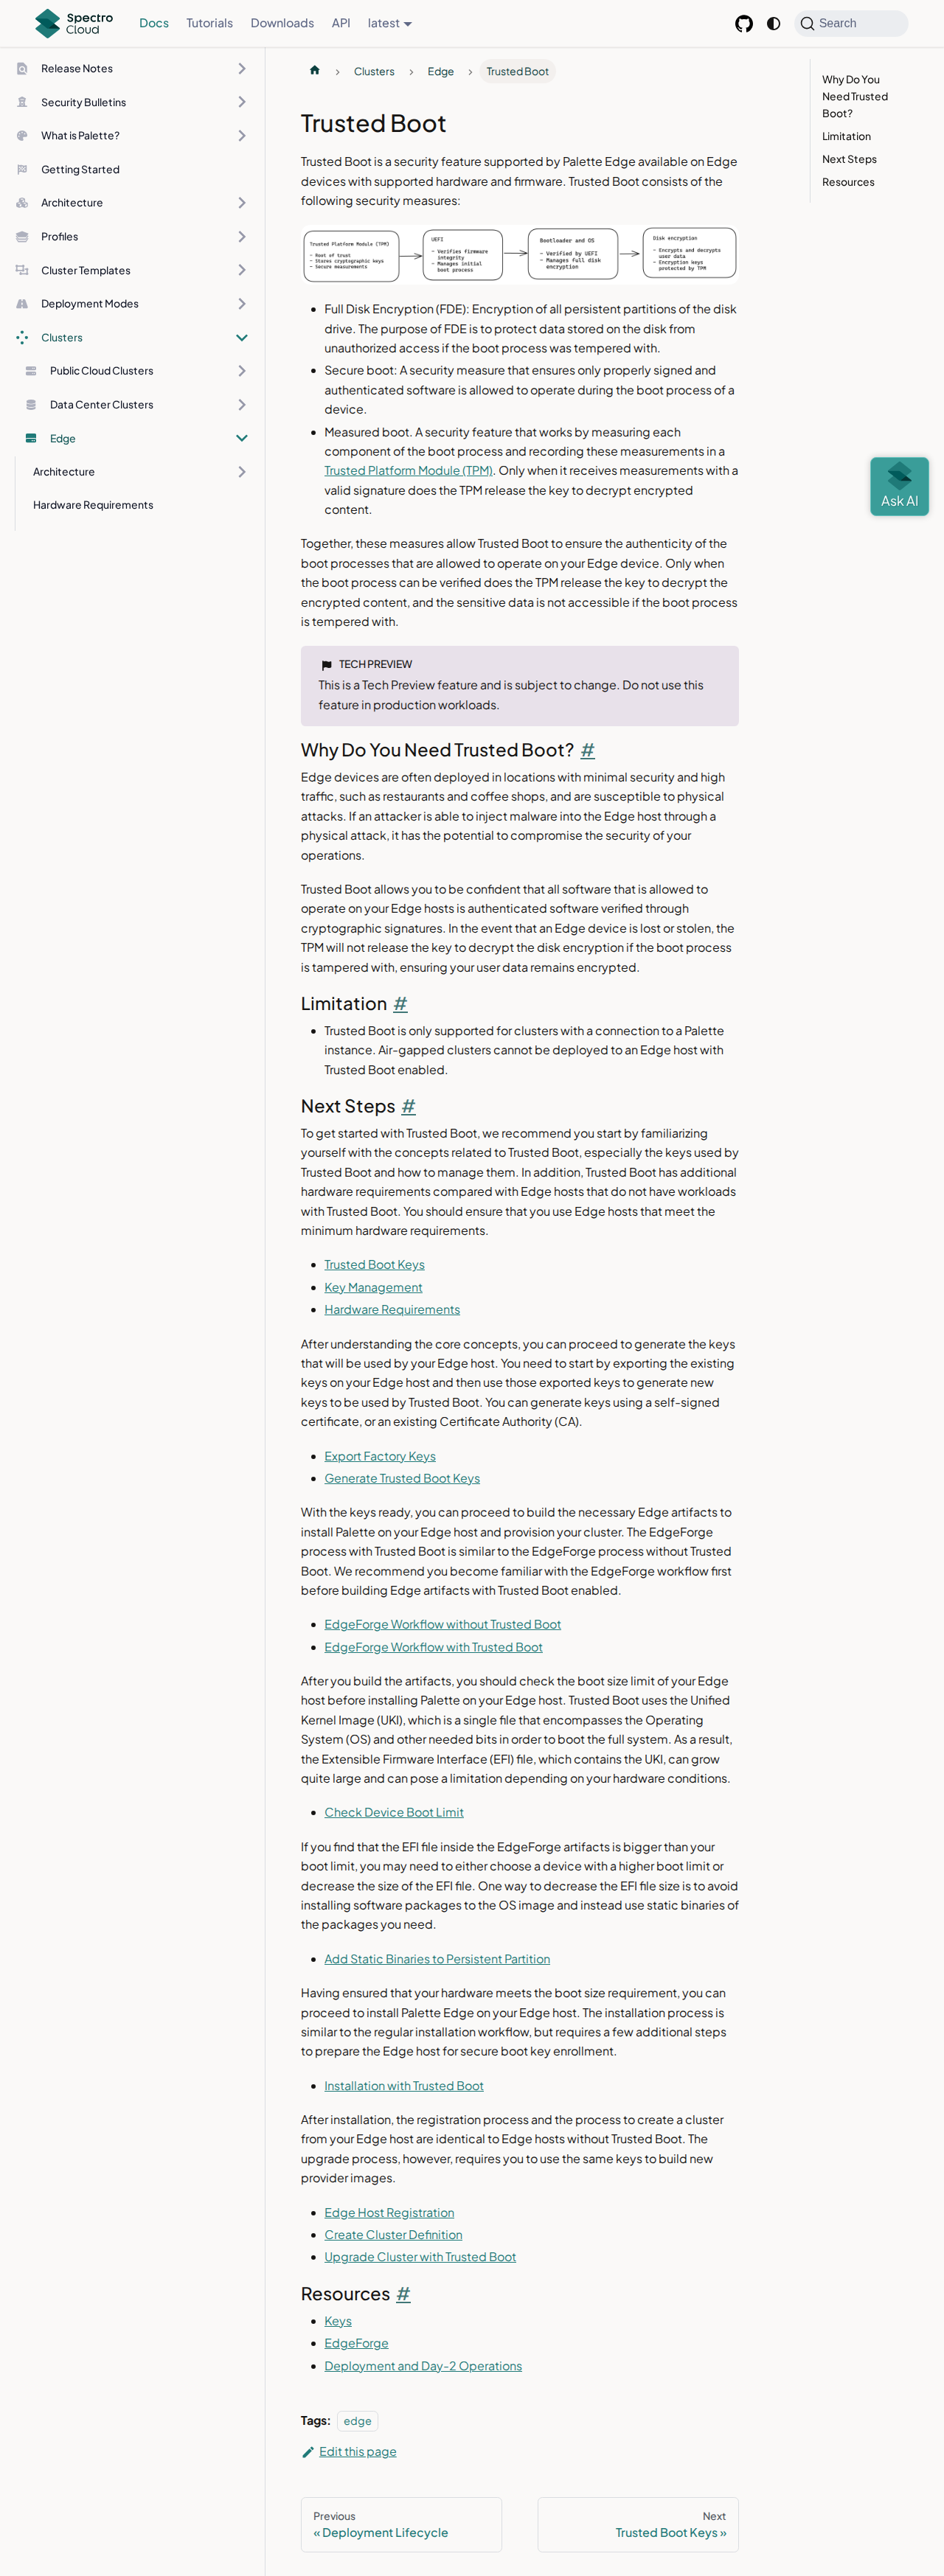 Spectro
Cloud
Docs
Tutorials
Downloads
API
latest
Search
Release Notes
Security Bulletins
What is Palette?
Getting Started
Architecture
Profiles
Cluster Templates
Deployment Modes
Clusters
Public Cloud Clusters
Data Center Clusters
Edge
Architecture
Hardware Requirements
Clusters
Edge
Trusted Boot
Trusted Boot
Trusted Boot is a security feature supported by Palette Edge available on Edge
devices with supported hardware and firmware. Trusted Boot consists of the
following security measures:
Trusted Platform Module (TPM)
- Root of trust
- Stores cryptographic keys
- Secure measurements
UEFI
- Verifies firmware
integrity
- Manages initial
boot process
Bootloader and OS
- Verified by UEFI
- Manages full disk
encryption
Disk encryption
- Encrypts and decrypts
user data
- Encryption keys
protected by TPM
• Full Disk Encryption (FDE): Encryption of all persistent partitions of the disk
drive. The purpose of FDE is to protect data stored on the disk from
unauthorized access if the boot process was tempered with.
• Secure boot: A security measure that ensures only properly signed and
authenticated software is allowed to operate during the boot process of a
device.
• Measured boot. A security feature that works by measuring each
component of the boot process and recording these measurements in a
Trusted Platform Module (TPM). Only when it receives measurements with a
valid signature does the TPM release the key to decrypt encrypted
content.
Together, these measures allow Trusted Boot to ensure the authenticity of the
boot processes that are allowed to operate on your Edge device. Only when
the boot process can be verified does the TPM release the key to decrypt the
encrypted content, and the sensitive data is not accessible if the boot process
is tempered with.
TECH PREVIEW
This is a Tech Preview feature and is subject to change. Do not use this
feature in production workloads.
Why Do You Need Trusted Boot? #
Edge devices are often deployed in locations with minimal security and high
traffic, such as restaurants and coffee shops, and are susceptible to physical
attacks. If an attacker is able to inject malware into the Edge host through a
physical attack, it has the potential to compromise the security of your
operations.
Trusted Boot allows you to be confident that all software that is allowed to
operate on your Edge hosts is authenticated software verified through
cryptographic signatures. In the event that an Edge device is lost or stolen, the
TPM will not release the key to decrypt the disk encryption if the boot process
is tampered with, ensuring your user data remains encrypted.
Limitation #
• Trusted Boot is only supported for clusters with a connection to a Palette
instance. Air-gapped clusters cannot be deployed to an Edge host with
Trusted Boot enabled.
Next Steps #
To get started with Trusted Boot, we recommend you start by familiarizing
yourself with the concepts related to Trusted Boot, especially the keys used by
Trusted Boot and how to manage them. In addition, Trusted Boot has additional
hardware requirements compared with Edge hosts that do not have workloads
with Trusted Boot. You should ensure that you use Edge hosts that meet the
minimum hardware requirements.
• Trusted Boot Keys
• Key Management
• Hardware Requirements
After understanding the core concepts, you can proceed to generate the keys
that will be used by your Edge host. You need to start by exporting the existing
keys on your Edge host and then use those exported keys to generate new
keys to be used by Trusted Boot. You can generate keys using a self-signed
certificate, or an existing Certificate Authority (CA).
• Export Factory Keys
• Generate Trusted Boot Keys
With the keys ready, you can proceed to build the necessary Edge artifacts to
install Palette on your Edge host and provision your cluster. The EdgeForge
process with Trusted Boot is similar to the EdgeForge process without Trusted
Boot. We recommend you become familiar with the EdgeForge workflow first
before building Edge artifacts with Trusted Boot enabled.
• EdgeForge Workflow without Trusted Boot
• EdgeForge Workflow with Trusted Boot
After you build the artifacts, you should check the boot size limit of your Edge
host before installing Palette on your Edge host. Trusted Boot uses the Unified
Kernel Image (UKI), which is a single file that encompasses the Operating
System (OS) and other needed bits in order to boot the full system. As a result,
the Extensible Firmware Interface (EFI) file, which contains the UKI, can grow
quite large and can pose a limitation depending on your hardware conditions.
• Check Device Boot Limit
If you find that the EFI file inside the EdgeForge artifacts is bigger than your
boot limit, you may need to either choose a device with a higher boot limit or
decrease the size of the EFI file. One way to decrease the EFI file size is to avoid
installing software packages to the OS image and instead use static binaries of
the packages you need.
• Add Static Binaries to Persistent Partition
Having ensured that your hardware meets the boot size requirement, you can
proceed to install Palette Edge on your Edge host. The installation process is
similar to the regular installation workflow, but requires a few additional steps
to prepare the Edge host for secure boot key enrollment.
• Installation with Trusted Boot
After installation, the registration process and the process to create a cluster
from your Edge host are identical to Edge hosts without Trusted Boot. The
upgrade process, however, requires you to use the same keys to build new
provider images.
• Edge Host Registration
• Create Cluster Definition
• Upgrade Cluster with Trusted Boot
Resources #
• Keys
• EdgeForge
• Deployment and Day-2 Operations
Tags: edge
Edit this page
Previous
« Deployment Lifecycle
Next
Trusted Boot Keys »
Why Do You
Need Trusted
Boot?
Limitation
Next Steps
Resources
Ask AI